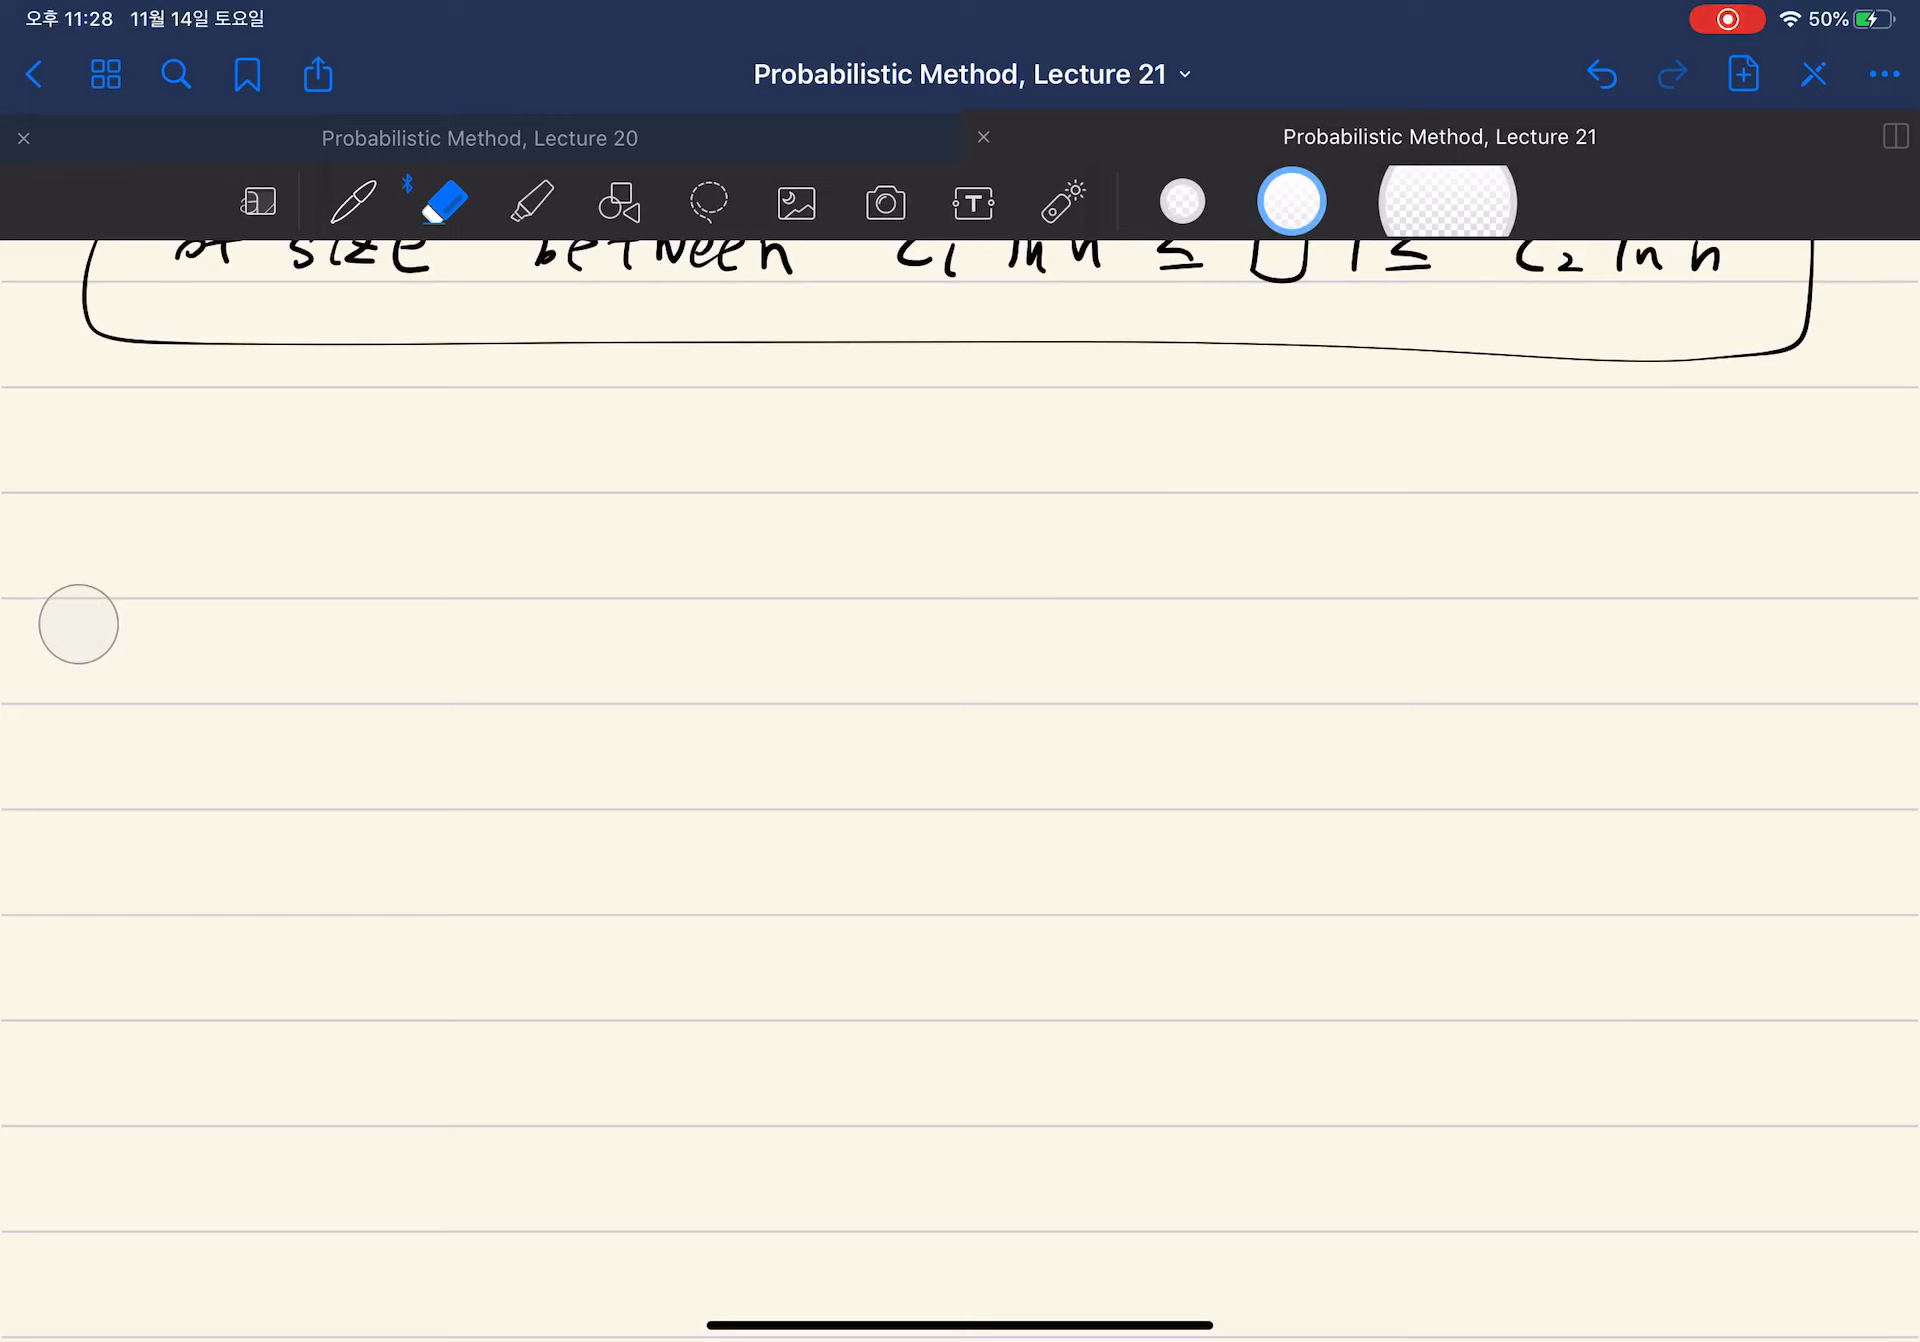 오후 11:28 11월 14일 토요일
50%
Probabilistic Method, Lecture 21
Probabilistic Method, Lecture 20
Probabilistic Method, Lecture 21
of size between C₁ ln n ≤ | | ≤ C₂ ln n